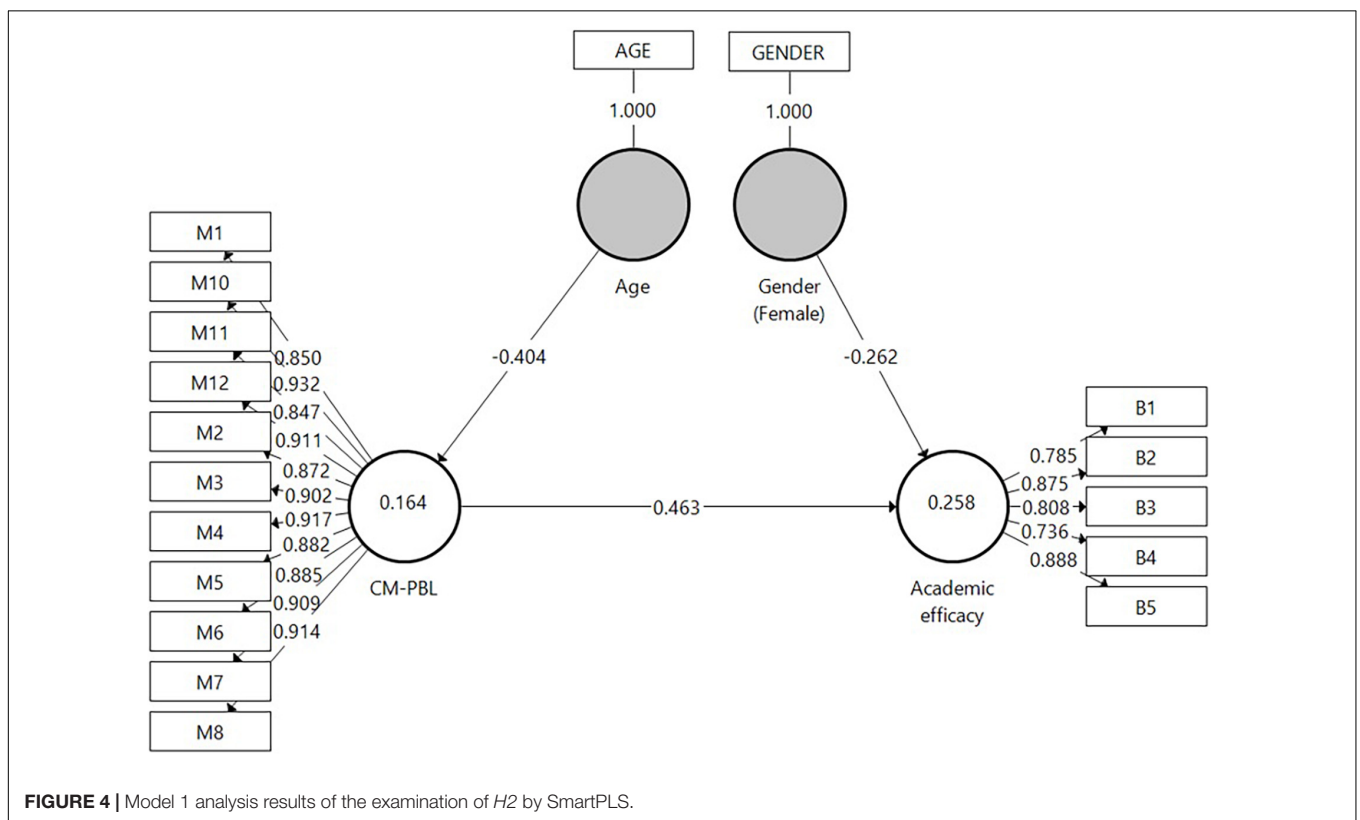 AGE
GENDER
1.000
1.000
Age
Gender
(Female)
-0.404
-0.262
M1
M10
M11
M12
M2
M3
M4
M5
M6
M7
M8
0.850
0.932
0.847
0.911
0.872
0.902
0.917
0.882
0.885
0.909
0.914
0.164
CM-PBL
0.463
0.258
Academic
efficacy
0.785
0.875
0.808
0.736
0.888
B1
B2
B3
B4
B5
FIGURE 4 | Model 1 analysis results of the examination of H2 by SmartPLS.